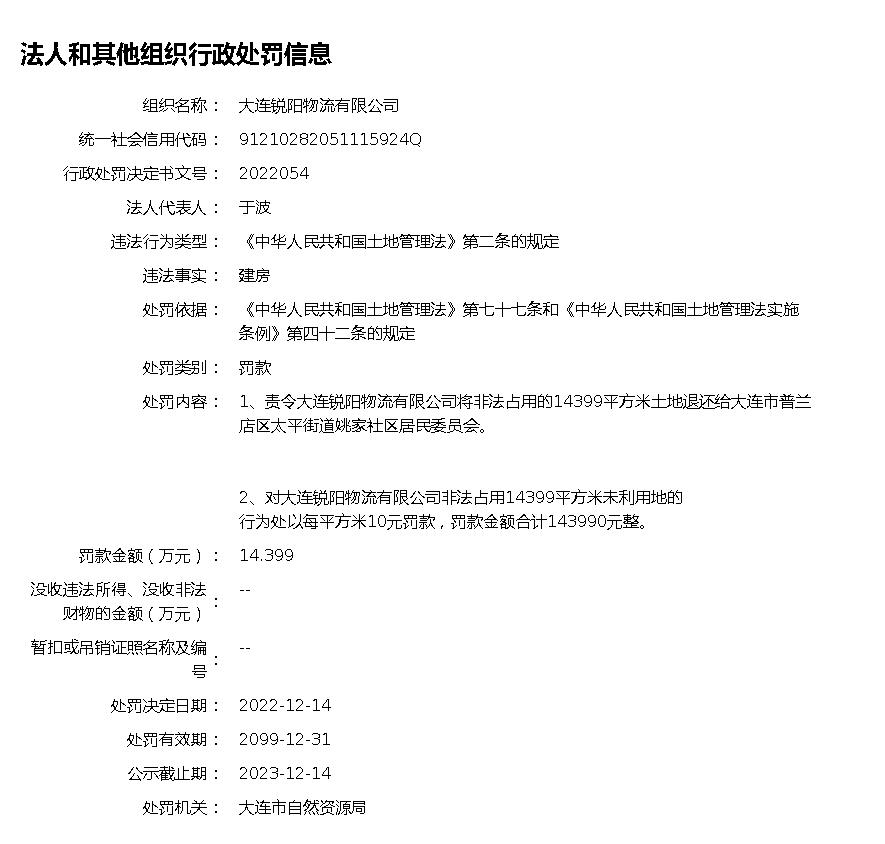 法人和其他组织行政处罚信息
组织名称： 大连锐阳物流有限公司
统一社会信用代码： 91210282051115924Q
行政处罚决定书文号： 2022054
法人代表人： 于波
违法行为类型： 《中华人民共和国土地管理法》第二条的规定
违法事实： 建房
处罚依据： 《中华人民共和国土地管理法》第七十七条和《中华人民共和国土地管理法实施
条例》第四十二条的规定
处罚类别： 罚款
处罚内容： 1、责令大连锐阳物流有限公司将非法占用的14399平方米土地退还给大连市普兰
店区太平街道姚家社区居民委员会。
2、对大连锐阳物流有限公司非法占用14399平方米未利用地的
行为处以每平方米10元罚款，罚款金额合计143990元整。
罚款金额（万元）： 14.399
没收违法所得、没收非法
财物的金额（万元）： --
暂扣或吊销证照名称及编
号： --
处罚决定日期： 2022-12-14
处罚有效期： 2099-12-31
公示截止期： 2023-12-14
处罚机关： 大连市自然资源局